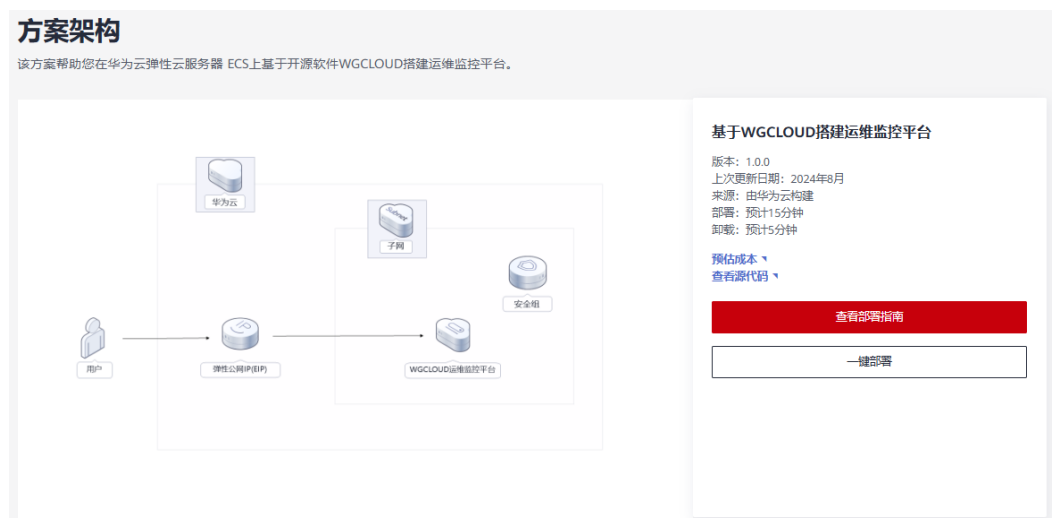 方案架构
该方案帮助您在华为云弹性云服务器 ECS上基于开源软件WGCLOUD搭建运维监控平台。
华为云
Subnet
子网
安全组
IP
用户
弹性公网IP(EIP)
WGCLOUD运维监控平台
基于WGCLOUD搭建运维监控平台
版本：1.0.0
上次更新日期：2024年8月
来源：由华为云构建
部署：预计15分钟
卸载：预计5分钟
预估成本
查看源代码
查看部署指南
一键部署